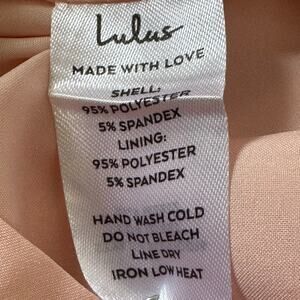 Lulus
MADE WITH LOVE
SHELL:
95% POLYESTER
5% SPANDEX
LINING:
95% POLYESTER
5% SPANDEX
HAND WASH COLD
DO NOT BLEACH
LINE DRY
IRON LOW HEAT